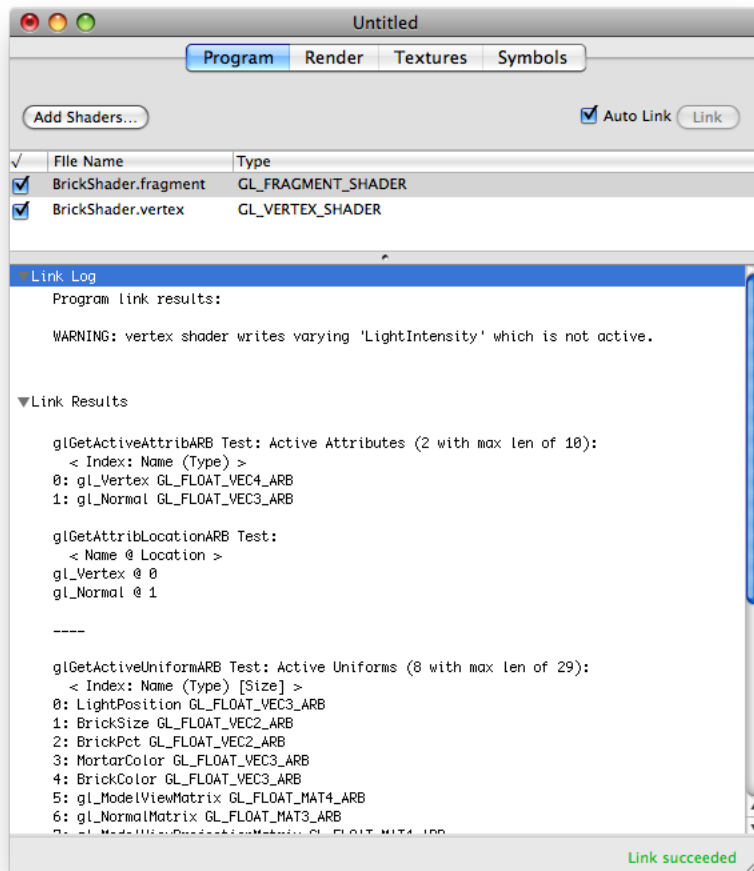 Untitled
Program Render Textures Symbols
Add Shaders... Auto Link Link
√ File Name Type
BrickShader.fragment GL_FRAGMENT_SHADER
BrickShader.vertex GL_VERTEX_SHADER
Link Log
Program link results:
WARNING: vertex shader writes varying 'LightIntensity' which is not active.
Link Results
glGetActiveAttribARB Test: Active Attributes (2 with max len of 10):
< Index: Name (Type) >
0: gl_Vertex GL_FLOAT_VEC4_ARB
1: gl_Normal GL_FLOAT_VEC3_ARB
glGetAttribLocationARB Test:
< Name @ Location >
gl_Vertex @ 0
gl_Normal @ 1
----
glGetActiveUniformARB Test: Active Uniforms (8 with max len of 29):
< Index: Name (Type) [Size] >
0: LightPosition GL_FLOAT_VEC3_ARB
1: BrickSize GL_FLOAT_VEC2_ARB
2: BrickPct GL_FLOAT_VEC2_ARB
3: MortarColor GL_FLOAT_VEC3_ARB
4: BrickColor GL_FLOAT_VEC3_ARB
5: gl_ModelViewMatrix GL_FLOAT_MAT4_ARB
6: gl_NormalMatrix GL_FLOAT_MAT3_ARB
7: gl_ModelViewProjectionMatrix GL_FLOAT_MAT4_ARB
Link succeeded